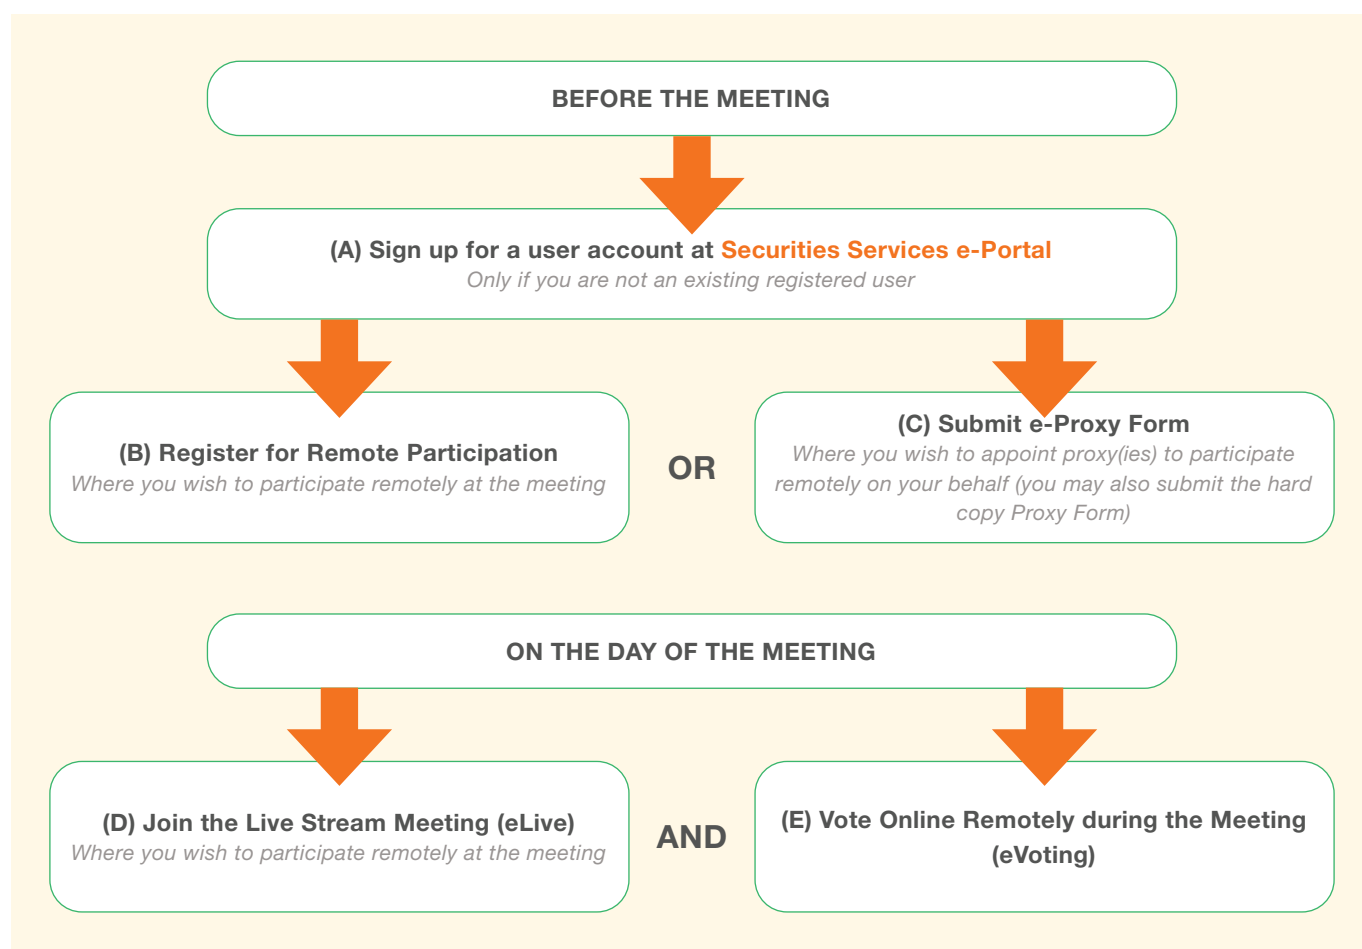 BEFORE THE MEETING
(A) Sign up for a user account at Securities Services e-Portal
Only if you are not an existing registered user
(B) Register for Remote Participation
Where you wish to participate remotely at the meeting
OR
(C) Submit e-Proxy Form
Where you wish to appoint proxy(ies) to participate
remotely on your behalf (you may also submit the hard
copy Proxy Form)
ON THE DAY OF THE MEETING
(D) Join the Live Stream Meeting (eLive)
Where you wish to participate remotely at the meeting
AND
(E) Vote Online Remotely during the Meeting
(eVoting)